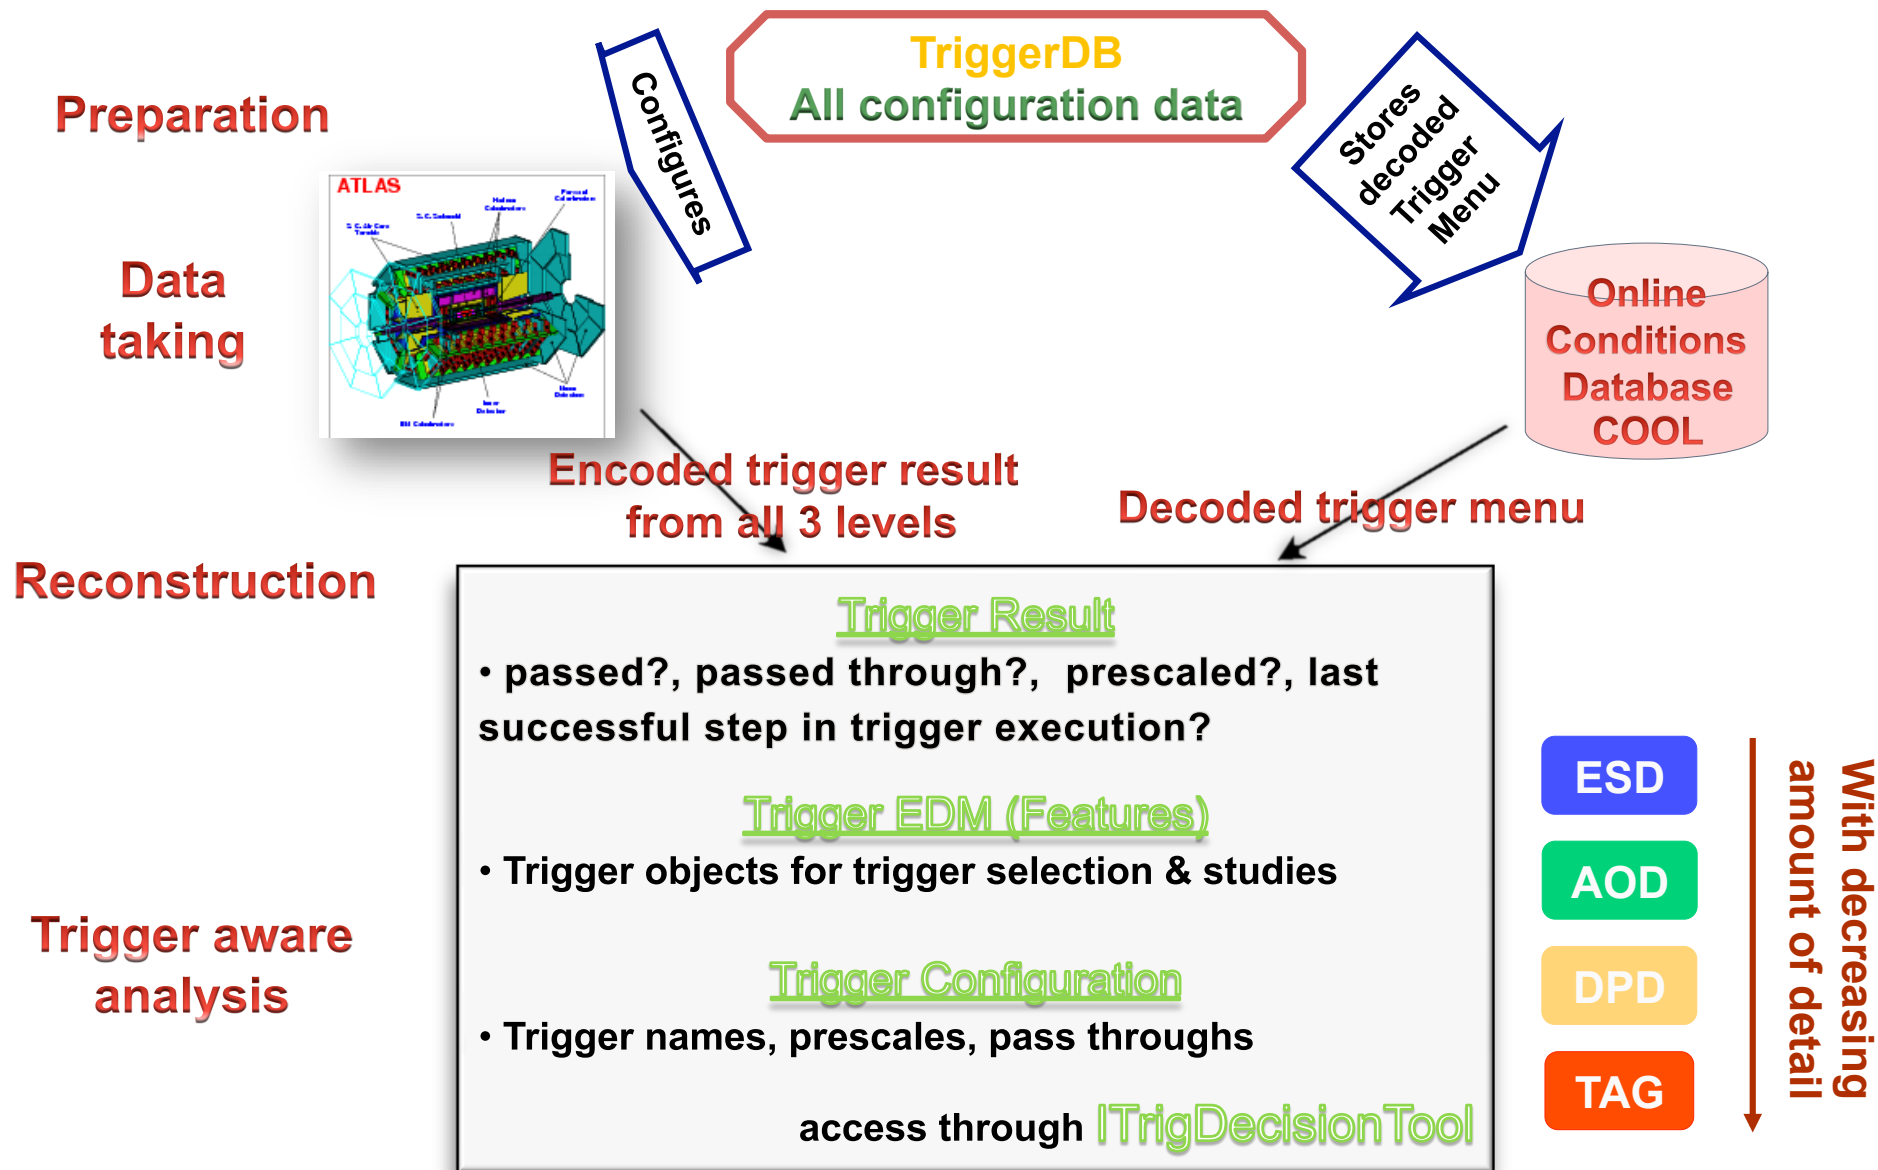 TriggerDB
All configuration data
Configures
Stores
decoded
Trigger
Menu
Preparation
ATLAS
Data
taking
Online
Conditions
Database
COOL
Encoded trigger result
from all 3 levels
Decoded trigger menu
Reconstruction
Trigger Result
• passed?, passed through?, prescaled?, last
successful step in trigger execution?
Trigger EDM (Features)
• Trigger objects for trigger selection & studies
Trigger aware
analysis
Trigger Configuration
• Trigger names, prescales, pass throughs
access through ITrigDecisionTool
ESD
AOD
DPD
TAG
With decreasing
amount of detail